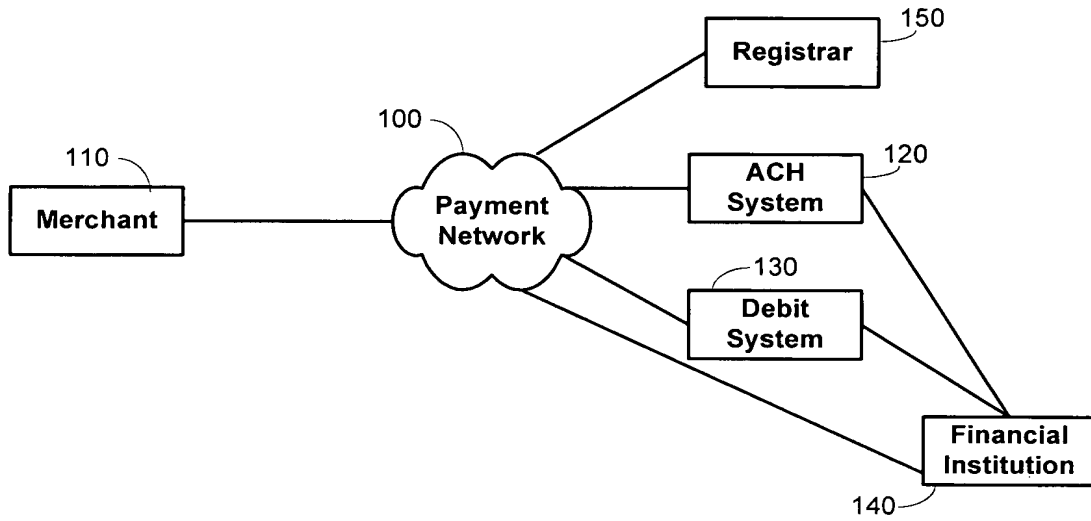 150
Registrar
100
110
120
ACH
System
Merchant
Payment
Network
130
Debit
System
Financial
Institution
140